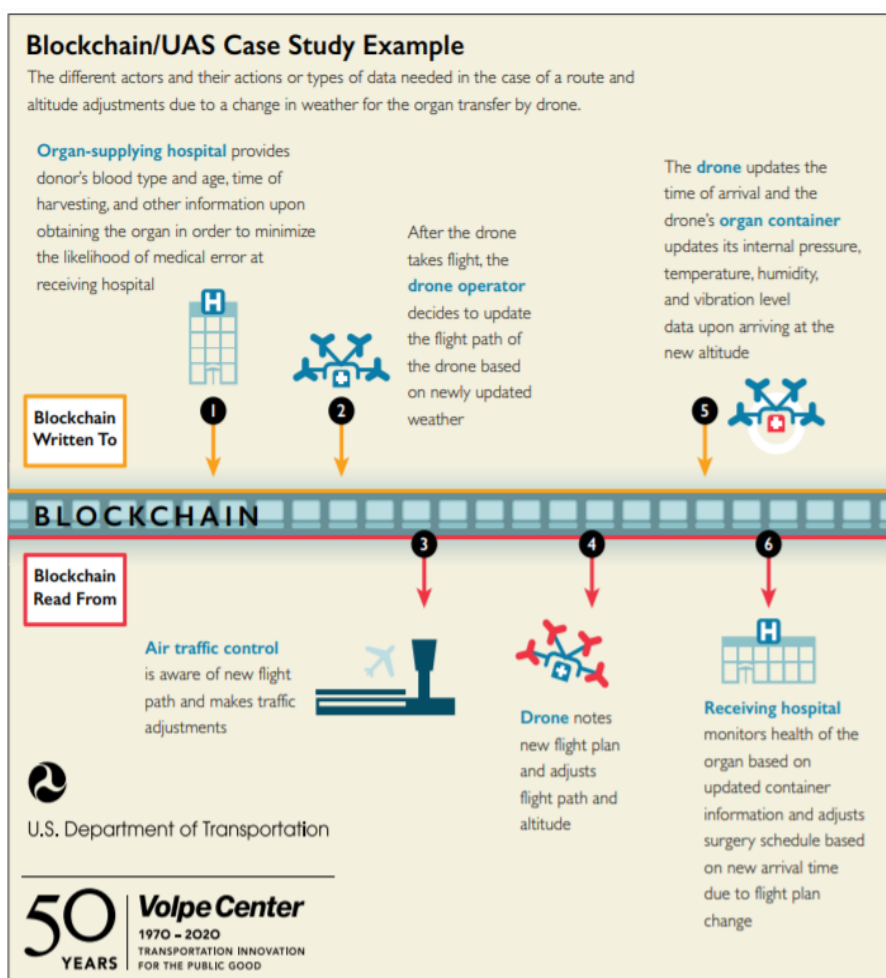 Blockchain/UAS Case Study Example
The different actors and their actions or types of data needed in the case of a route and
altitude adjustments due to a change in weather for the organ transfer by drone.
Organ-supplying hospital provides
donor's blood type and age, time of
harvesting, and other information upon
obtaining the organ in order to minimize
the likelihood of medical error at
receiving hospital
H
1
After the drone
takes flight, the
drone operator
decides to update
the flight path of
the drone based
on newly updated
weather
2
The drone updates the
time of arrival and the
drone's organ container
updates its internal pressure,
temperature, humidity,
and vibration level
data upon arriving at the
new altitude
5
Blockchain
Written To
BLOCKCHAIN
Blockchain
Read From
3
Air traffic control
is aware of new flight
path and makes traffic
adjustments
4
Drone notes
new flight plan
and adjusts
flight path and
altitude
6
H
Receiving hospital
monitors health of the
organ based on
updated container
information and adjusts
surgery schedule based
on new arrival time
due to flight plan
change
U.S. Department of Transportation
50
YEARS
Volpe Center
1970 – 2020
TRANSPORTATION INNOVATION
FOR THE PUBLIC GOOD